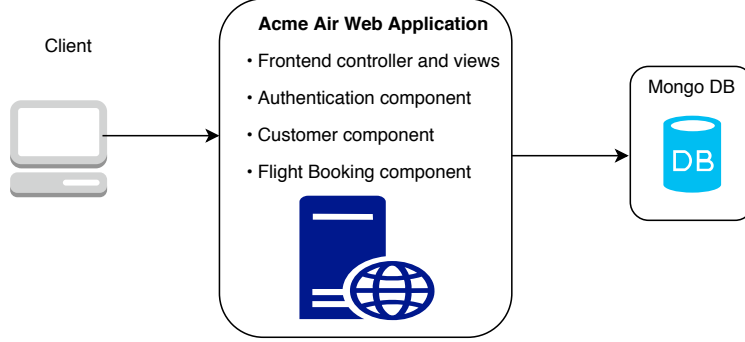 Client
Acme Air Web Application
• Frontend controller and views
• Authentication component
• Customer component
• Flight Booking component
Mongo DB
DB